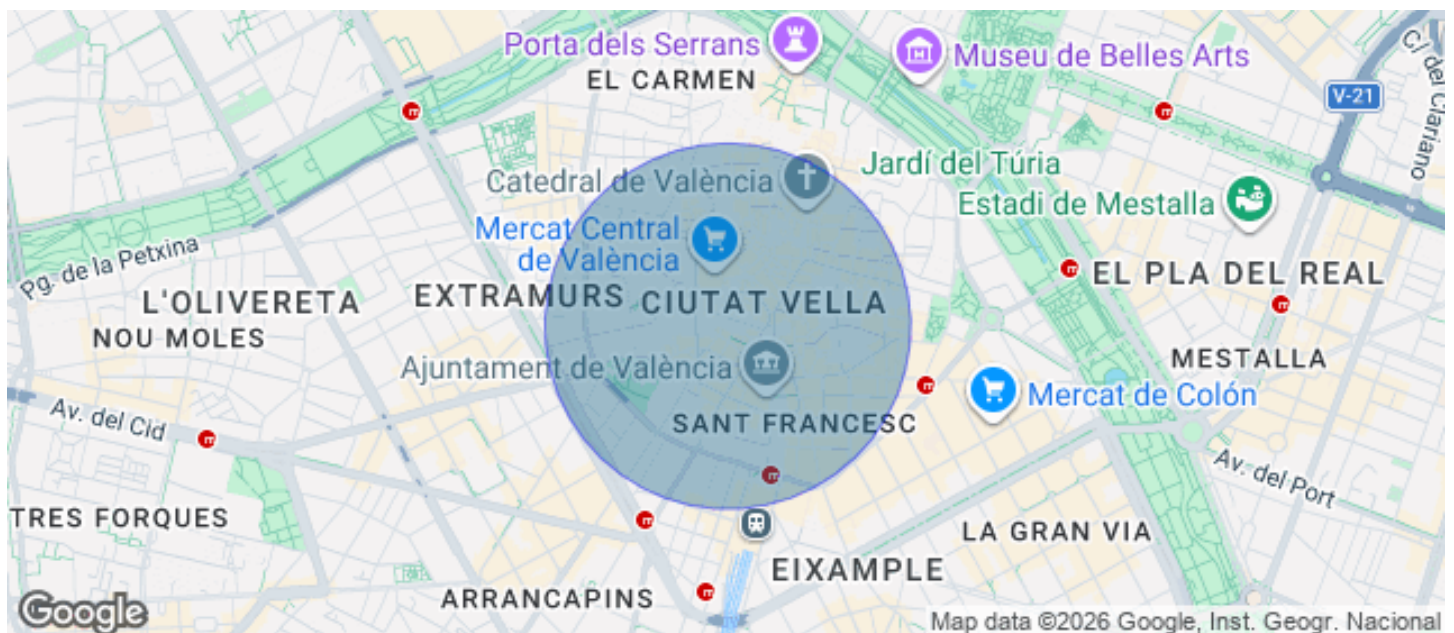 Porta dels Serrans
EL CARMEN
Museu de Belles Arts
V-21
Cl del Clariano
Catedral de València
Jardí del Túria
Estadi de Mestalla
Mercat Central
de València
Pg. de la Petxina
L'OLIVERETA
EXTRAMURS
CIUTAT VELLA
EL PLA DEL REAL
NOU MOLES
Ajuntament de València
MESTALLA
Mercat de Colón
Av. del Cid
SANT FRANCESC
Av. del Port
TRES FORQUES
LA GRAN VIA
EIXAMPLE
ARRANCAPINS
Google
Map data ©2026 Google, Inst. Geogr. Nacional